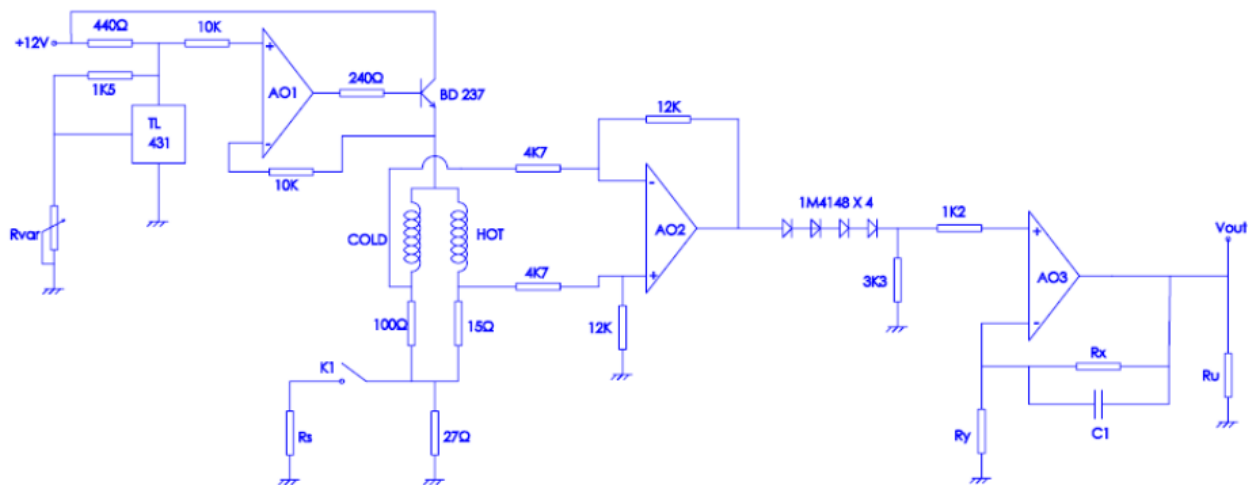 440Ω
10K
+12V
1K5
TL
431
AO1
240Ω
BD 237
10K
Rvar
COLD
HOT
4K7
12K
AO2
4K7
12K
100Ω
15Ω
K1
Rs
27Ω
1M4148 X 4
1K2
3K3
AO3
Vout
Rx
Ry
C1
Ru